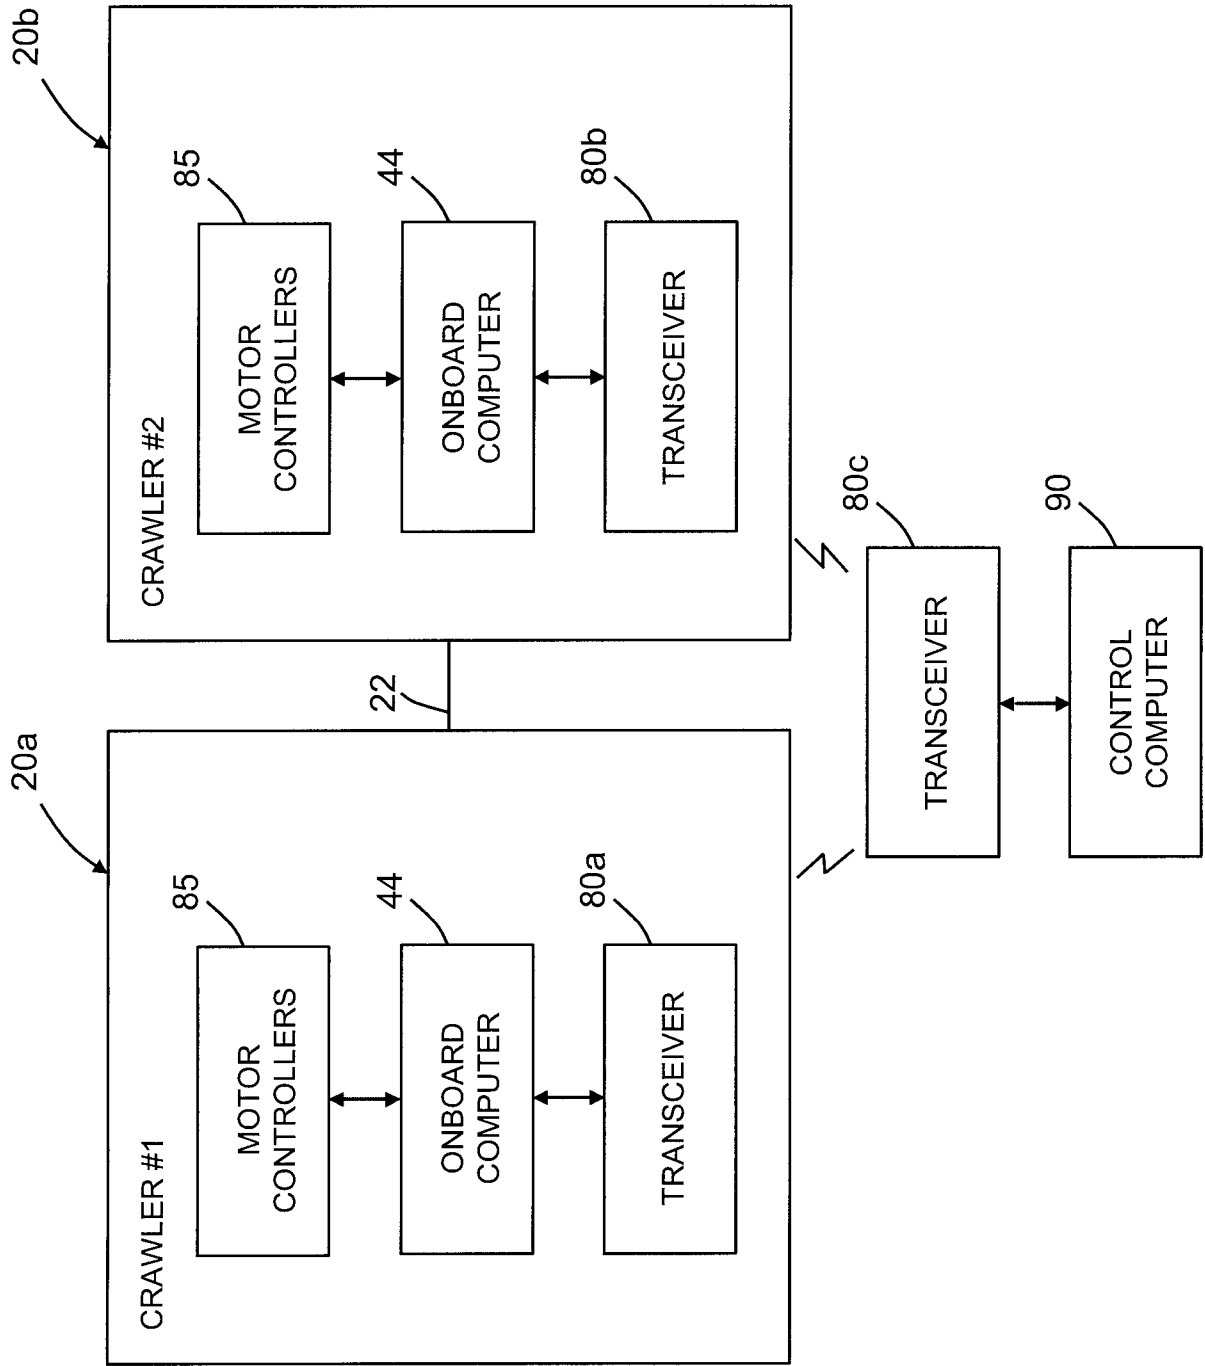 20a
CRAWLER #1
85
MOTOR
CONTROLLERS
44
ONBOARD
COMPUTER
80a
TRANSCEIVER
22
20b
CRAWLER #2
85
MOTOR
CONTROLLERS
44
ONBOARD
COMPUTER
80b
TRANSCEIVER
80c
TRANSCEIVER
90
CONTROL
COMPUTER